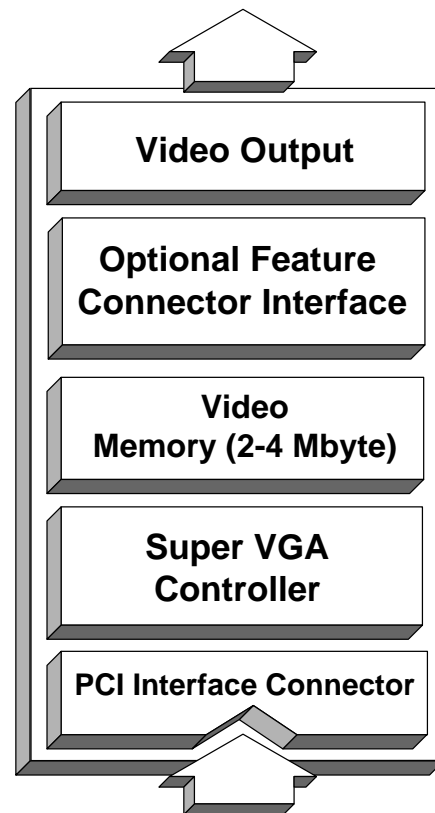 Video Output
Optional Feature
Connector Interface
Video
Memory (2-4 Mbyte)
Super VGA
Controller
PCI Interface Connector